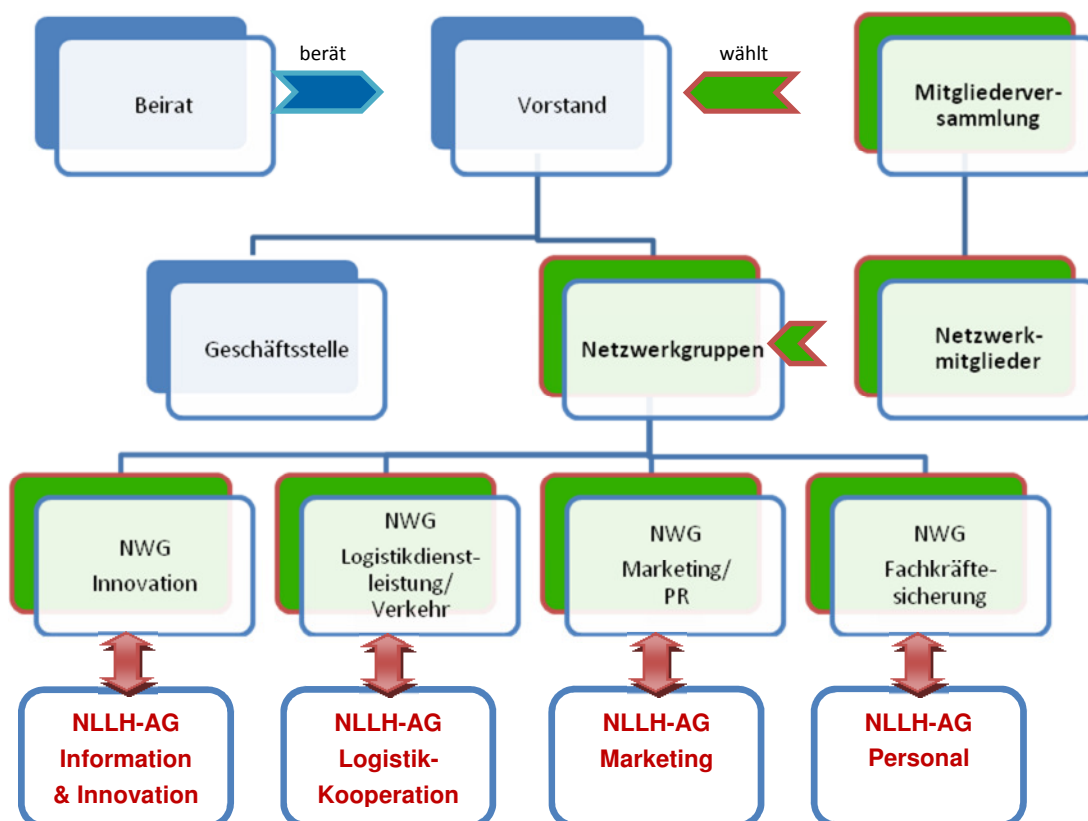 berät
wählt
Beirat
Vorstand
Mitgliederver-
sammlung
Geschäftsstelle
Netzwerkgruppen
Netzwerk-
mitglieder
NWG
Innovation
NWG
Logistikdienst-
leistung/
Verkehr
NWG
Marketing/
PR
NWG
Fachkräfte-
sicherung
NLLH-AG
Information
& Innovation
NLLH-AG
Logistik-
Kooperation
NLLH-AG
Marketing
NLLH-AG
Personal